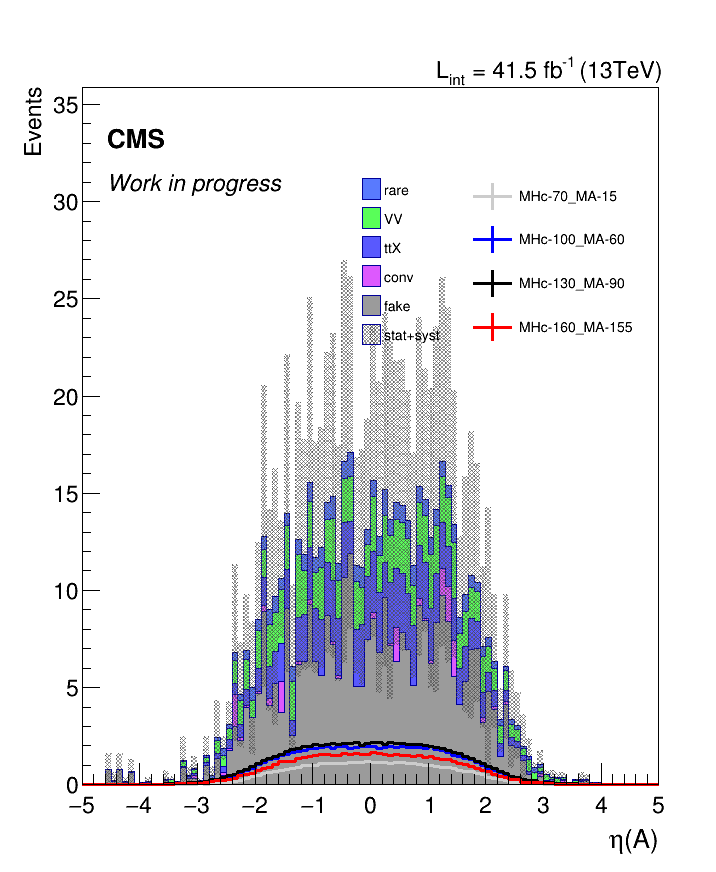 L_int = 41.5 fb^-1 (13TeV)
Events
CMS
Work in progress
rare
VV
ttX
conv
fake
stat+syst
MHc-70_MA-15
MHc-100_MA-60
MHc-130_MA-90
MHc-160_MA-155
35
30
25
20
15
10
5
0
−5 −4 −3 −2 −1 0 1 2 3 4 5
η(A)